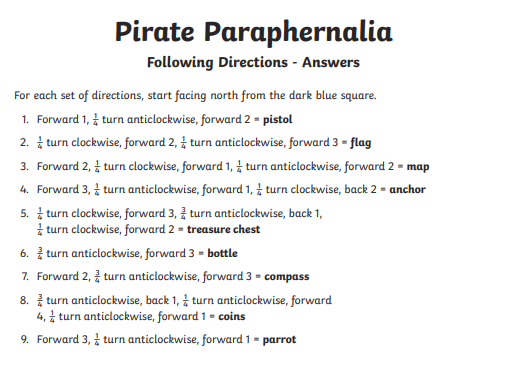 Pirate Paraphernalia
Following Directions - Answers
For each set of directions, start facing north from the dark blue square.
1. Forward 1, ¼ turn anticlockwise, forward 2 = pistol
2. ¼ turn clockwise, forward 2, ¼ turn anticlockwise, forward 3 = flag
3. Forward 2, ¼ turn clockwise, forward 1, ¼ turn anticlockwise, forward 2 = map
4. Forward 3, ¼ turn anticlockwise, forward 1, ¼ turn clockwise, back 2 = anchor
5. ¼ turn clockwise, forward 3, ¾ turn anticlockwise, back 1,
¼ turn clockwise, forward 2 = treasure chest
6. ¾ turn anticlockwise, forward 3 = bottle
7. Forward 2, ¾ turn anticlockwise, forward 3 = compass
8. ¾ turn anticlockwise, back 1, ¼ turn anticlockwise, forward
4, ¼ turn anticlockwise, forward 1 = coins
9. Forward 3, ¼ turn anticlockwise, forward 1 = parrot